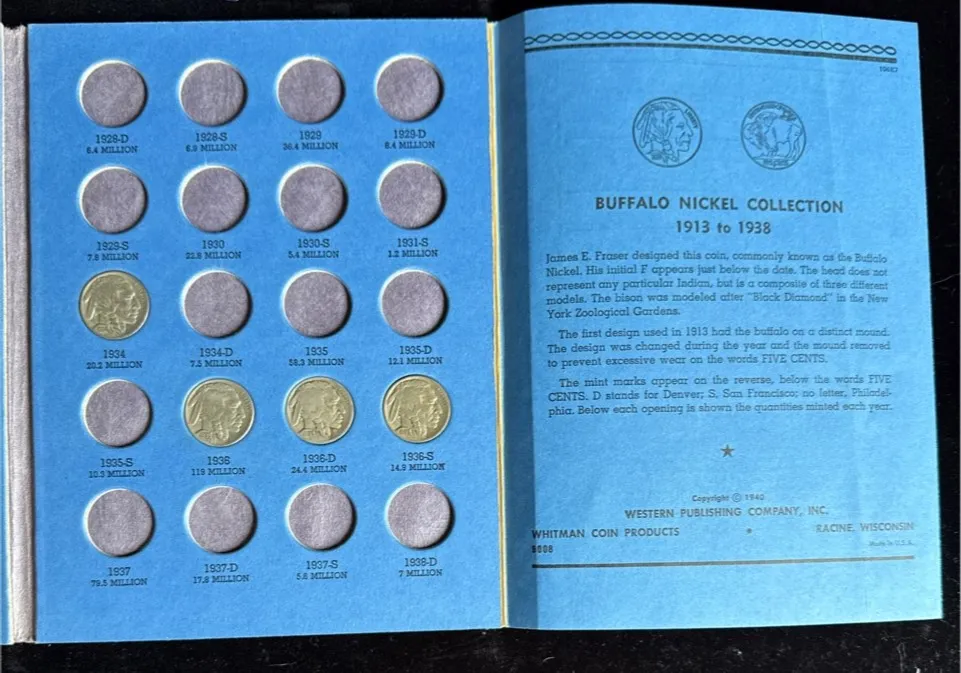 1928-D 1928-S 1929 1929-D
6.4 MILLION 6.9 MILLION 36.4 MILLION 8.4 MILLION
1929-S 1930 1930-S 1931-S
7.8 MILLION 22.8 MILLION 5.4 MILLION 1.2 MILLION
1934 1934-D 1935 1935-D
20.2 MILLION 7.5 MILLION 58.3 MILLION 12.1 MILLION
1935-S 1936 1936-D 1936-S
10.3 MILLION 119 MILLION 24.4 MILLION 14.9 MILLION
1937 1937-D 1937-S 1938-D
79.5 MILLION 17.8 MILLION 5.6 MILLION 7 MILLION
BUFFALO NICKEL COLLECTION
1913 to 1938
James E. Fraser designed this coin, commonly known as the Buffalo
Nickel. His initial F appears just below the date. The head does not
represent any particular Indian, but is a composite of three different
models. The bison was modeled after "Black Diamond" in the New
York Zoological Gardens.
The first design used in 1913 had the buffalo on a distinct mound.
The design was changed during the year and the mound removed
to prevent excessive wear on the words FIVE CENTS.
The mint marks appear on the reverse, below the words FIVE
CENTS. D stands for Denver; S, San Francisco; no letter, Philadel-
phia. Below each opening is shown the quantities minted each year.
Copyright © 1940
WESTERN PUBLISHING COMPANY, INC.
WHITMAN COIN PRODUCTS • RACINE, WISCONSIN
9008 Made in U.S.A.